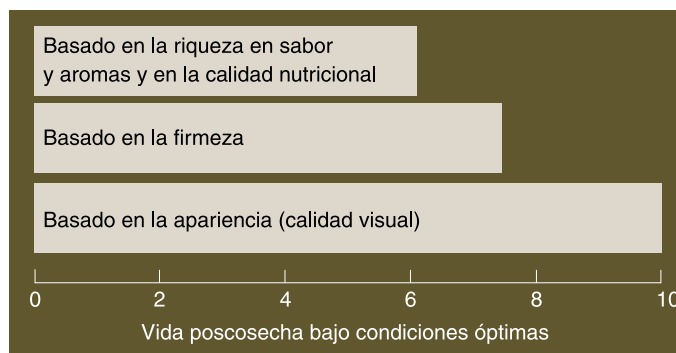 Basado en la riqueza en sabor
y aromas y en la calidad nutricional
Basado en la firmeza
Basado en la apariencia (calidad visual)
0 2 4 6 8 10
Vida poscosecha bajo condiciones óptimas